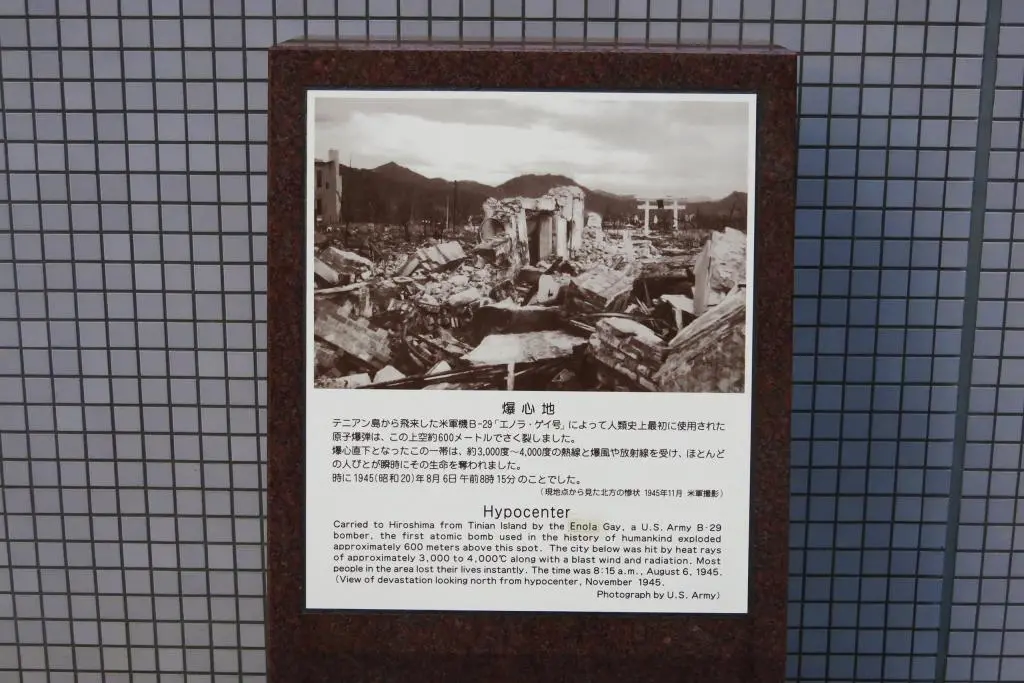 爆心地
テニアン島から飛来した米軍機B-29「エノラ・ゲイ号」によって人類史上最初に使用された
原子爆弾は、この上空約600メートルでさく裂しました。
爆心直下となったこの一帯は、約3,000度〜4,000度の熱線と爆風や放射線を受け、ほとんど
の人びとが瞬時にその生命を奪われました。
時に1945(昭和20)年8月6日午前8時15分のことでした。
(現地点から見た北方の惨状 1945年11月 米軍撮影)
Hypocenter
Carried to Hiroshima from Tinian Island by the Enola Gay, a U.S. Army B-29
bomber, the first atomic bomb used in the history of humankind exploded
approximately 600 meters above this spot. The city below was hit by heat rays
of approximately 3,000 to 4,000℃ along with a blast wind and radiation. Most
people in the area lost their lives instantly. The time was 8:15 a.m., August 6, 1945.
(View of devastation looking north from hypocenter, November 1945.
Photograph by U.S. Army)